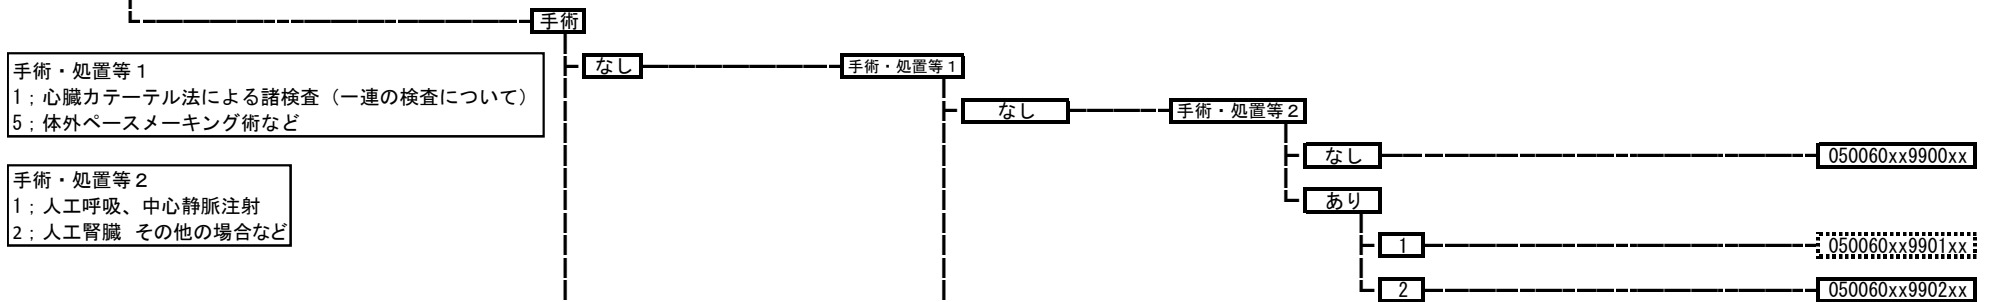 手術
なし
手術・処置等1
手術・処置等1
1;心臓カテーテル法による諸検査(一連の検査について)
5;体外ペースメーキング術など
なし
手術・処置等2
なし
050060xx9900xx
手術・処置等2
1;人工呼吸、中心静脈注射
2;人工腎臓 その他の場合など
あり
1
050060xx9901xx
2
050060xx9902xx